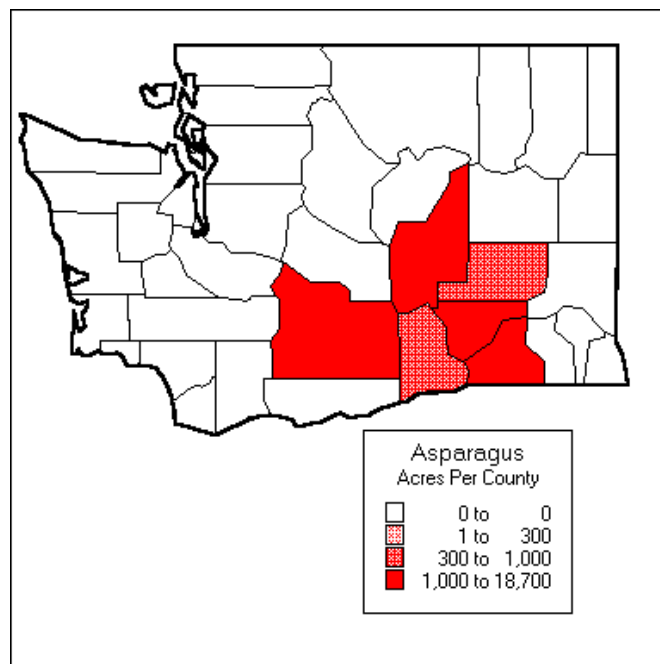 Asparagus
Acres Per County
0 to 0
1 to 300
300 to 1,000
1,000 to 18,700